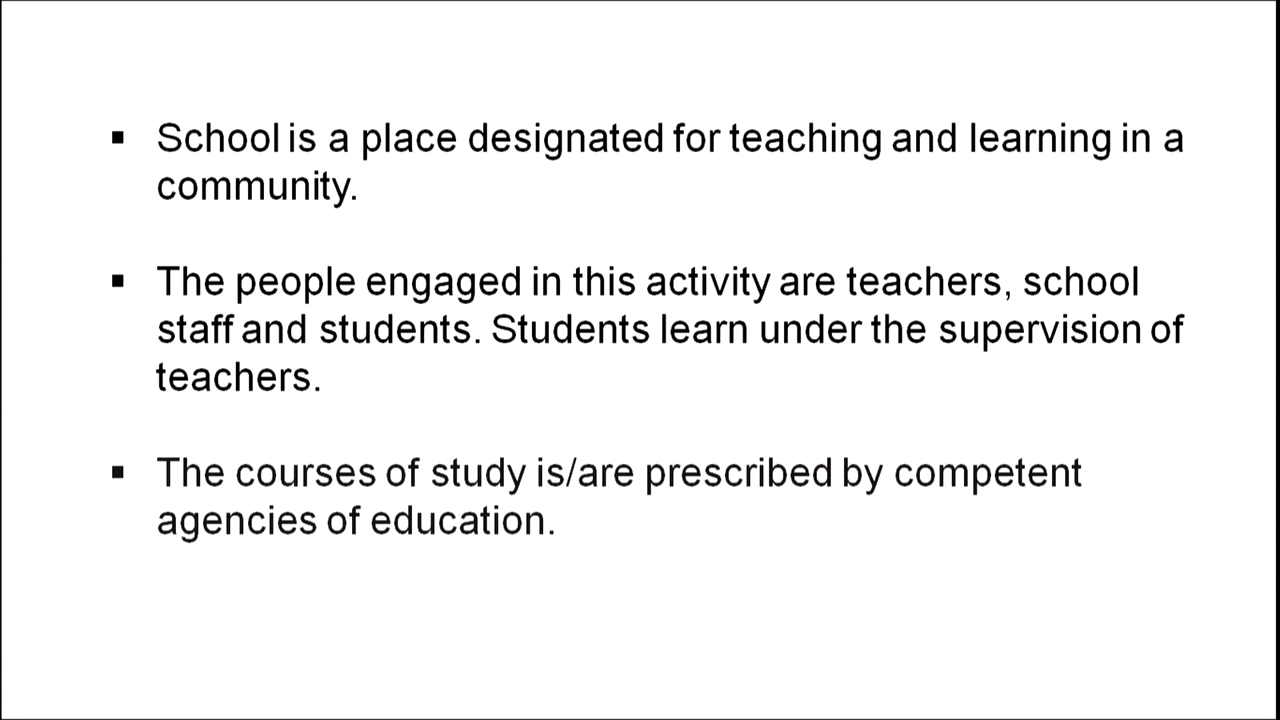 ▪ School is a place designated for teaching and learning in a
community.
▪ The people engaged in this activity are teachers, school
staff and students. Students learn under the supervision of
teachers.
▪ The courses of study is/are prescribed by competent
agencies of education.